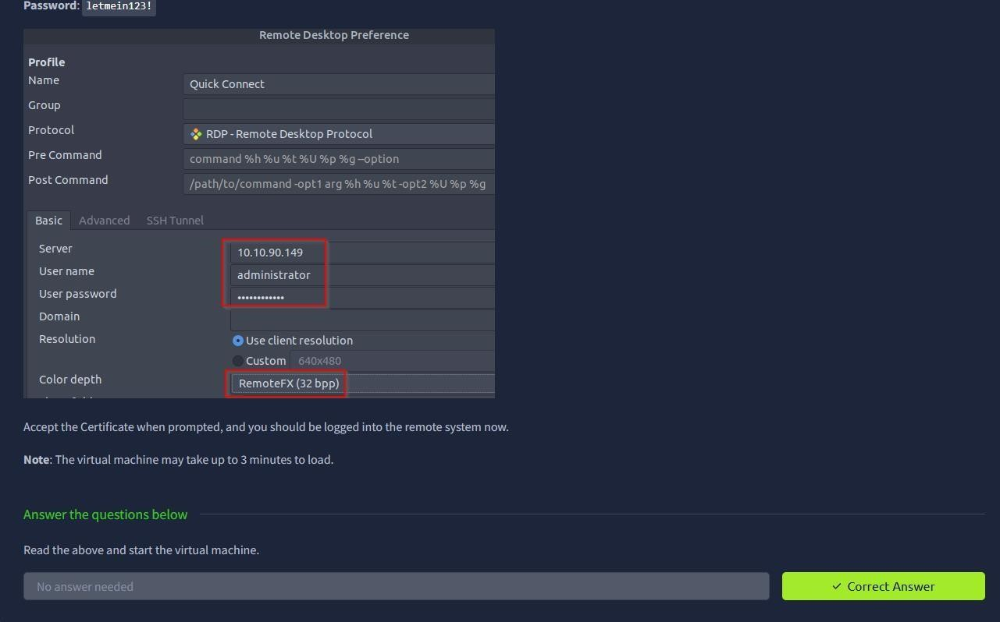 Password: letmein123!
Remote Desktop Preference
Profile
Name Quick Connect
Group
Protocol RDP - Remote Desktop Protocol
Pre Command command %h %u %t %U %p %g --option
Post Command /path/to/command -opt1 arg %h %u %t -opt2 %U %p %g
Basic Advanced SSH Tunnel
Server 10.10.90.149
User name administrator
User password ••••••••••••
Domain
Resolution Use client resolution
Custom 640x480
Color depth RemoteFX (32 bpp)
Accept the Certificate when prompted, and you should be logged into the remote system now.
Note: The virtual machine may take up to 3 minutes to load.
Answer the questions below
Read the above and start the virtual machine.
No answer needed ✓ Correct Answer